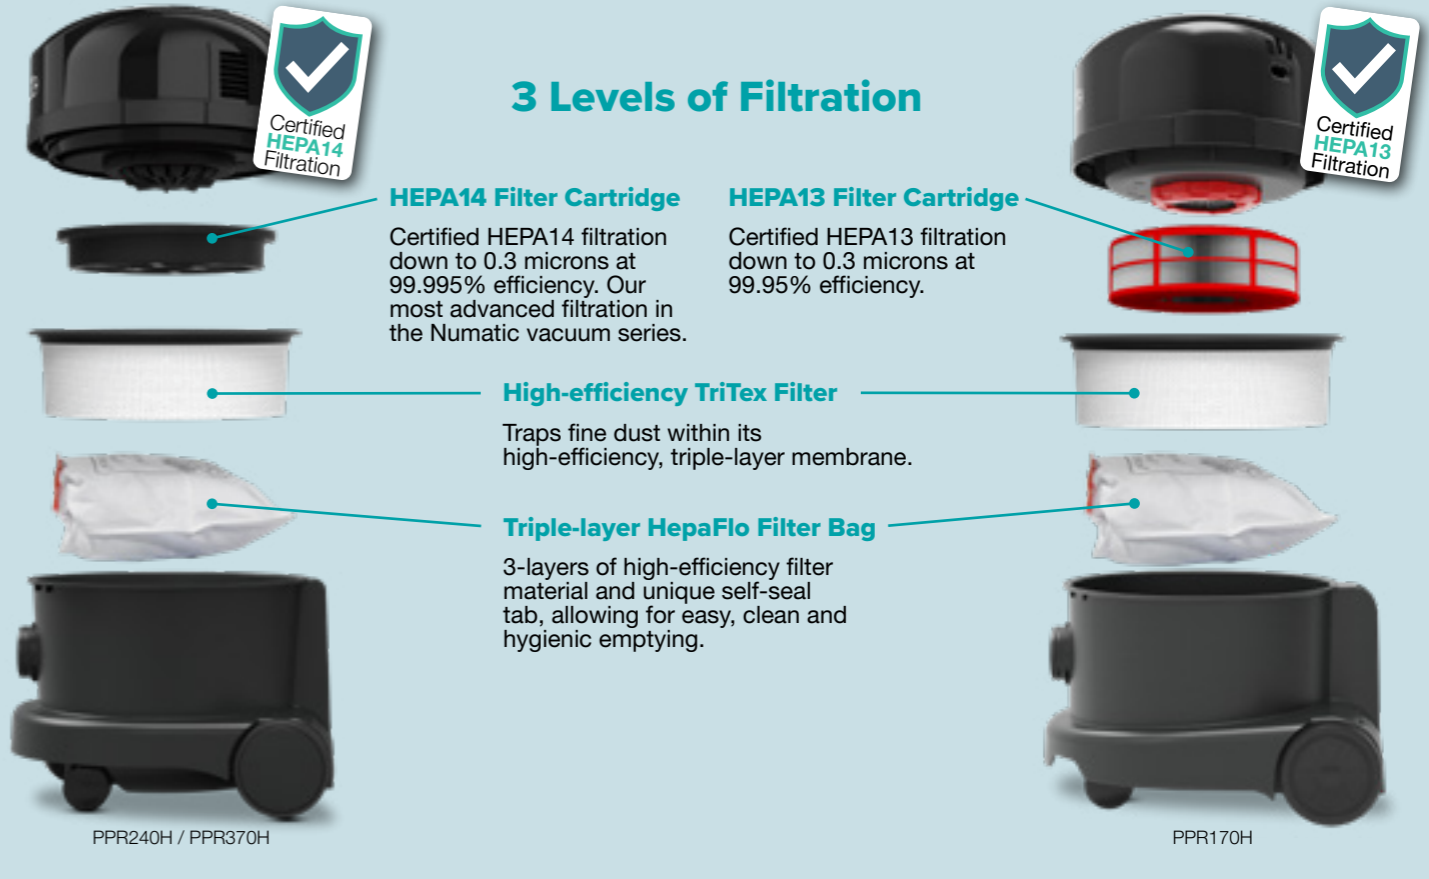 Certified
HEPA14
Filtration
3 Levels of Filtration
Certified
HEPA13
Filtration
HEPA14 Filter Cartridge
Certified HEPA14 filtration
down to 0.3 microns at
99.995% efficiency. Our
most advanced filtration in
the Numatic vacuum series.
HEPA13 Filter Cartridge
Certified HEPA13 filtration
down to 0.3 microns at
99.95% efficiency.
High-efficiency TriTex Filter
Traps fine dust within its
high-efficiency, triple-layer membrane.
Triple-layer HepaFlo Filter Bag
3-layers of high-efficiency filter
material and unique self-seal
tab, allowing for easy, clean and
hygienic emptying.
PPR240H / PPR370H
PPR170H